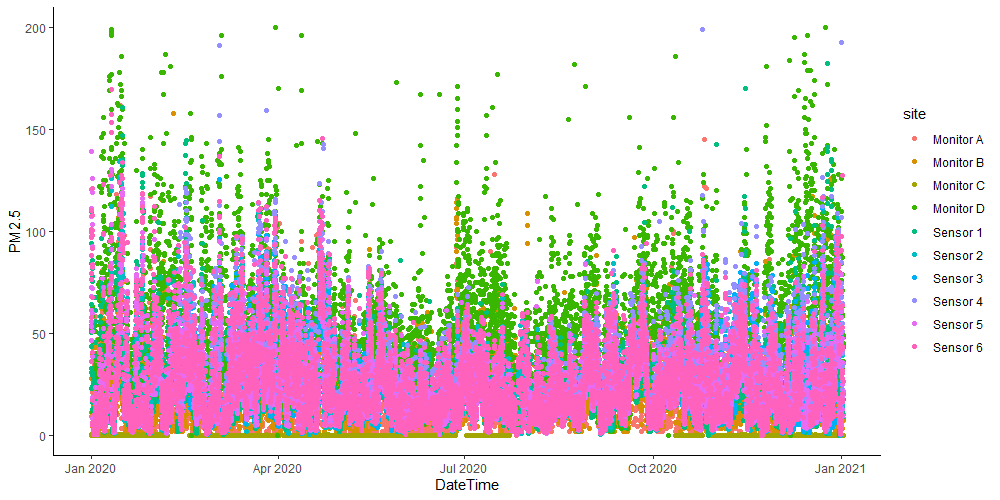 200
150
100
50
0
PM 2.5
Jan 2020
Apr 2020
Jul 2020
Oct 2020
Jan 2021
DateTime
site
Monitor A
Monitor B
Monitor C
Monitor D
Sensor 1
Sensor 2
Sensor 3
Sensor 4
Sensor 5
Sensor 6